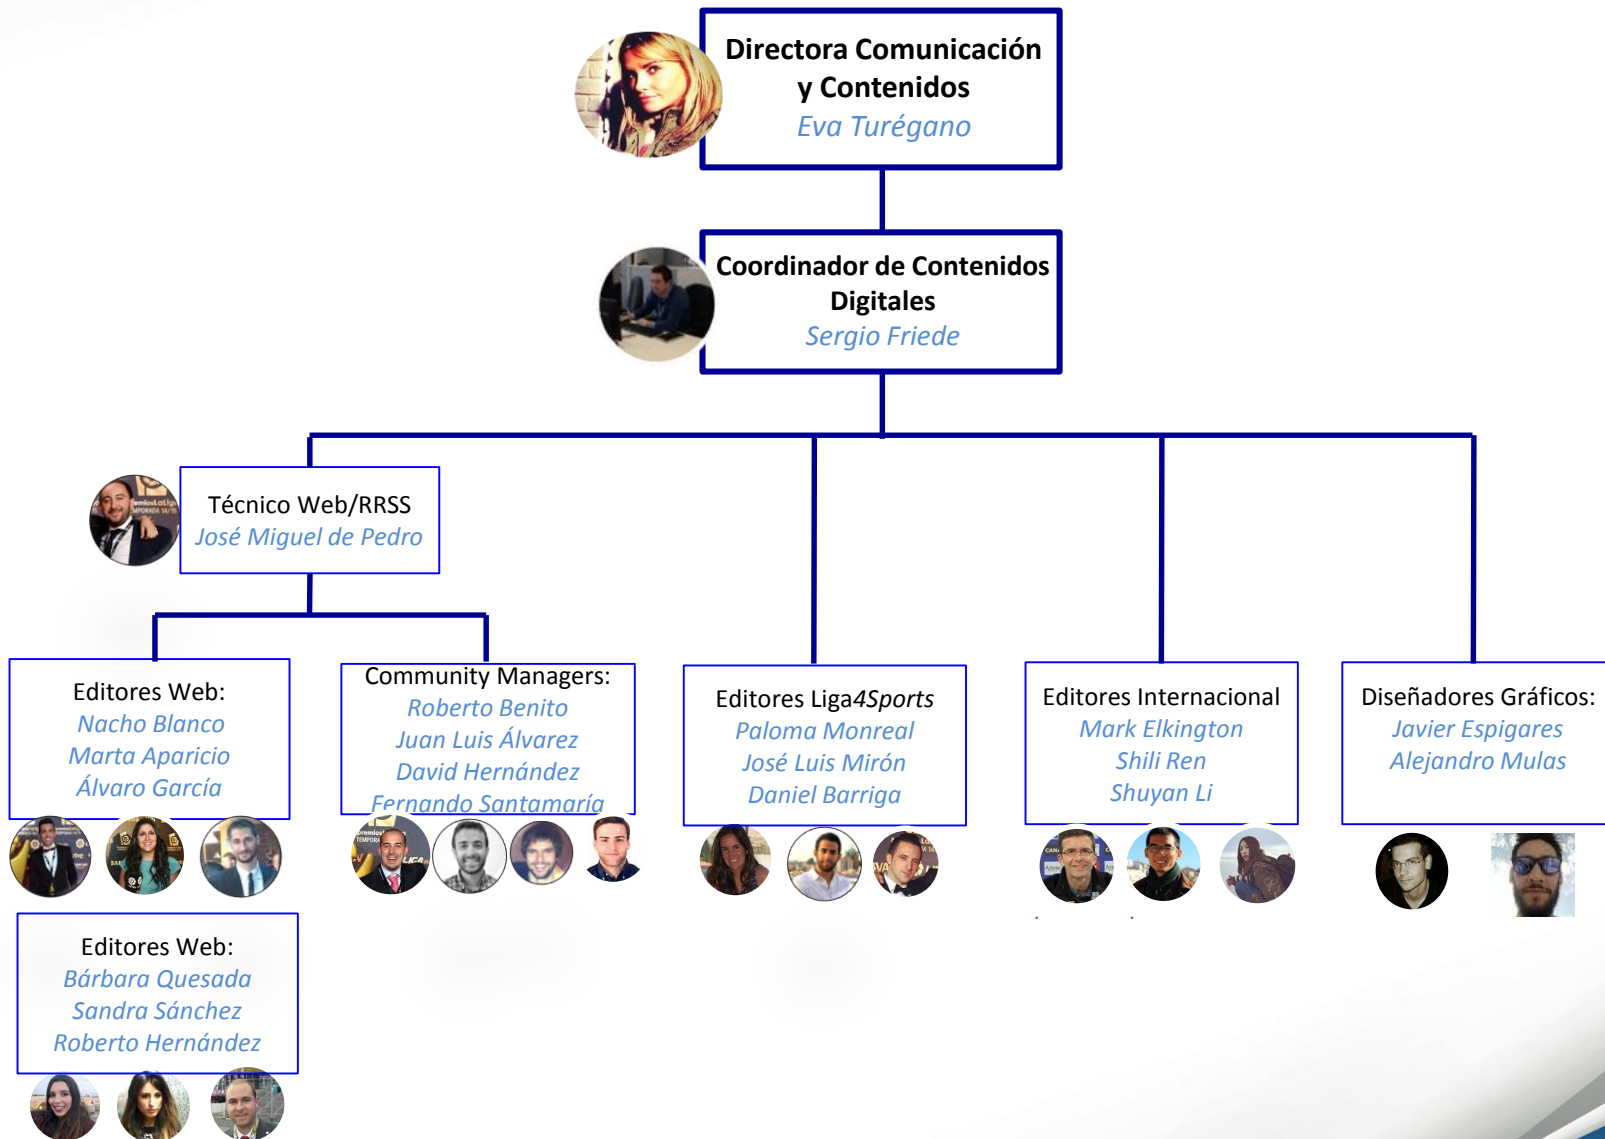 Directora Comunicación
y Contenidos
Eva Turégano
Coordinador de Contenidos
Digitales
Sergio Friede
Técnico Web/RRSS
José Miguel de Pedro
Editores Web:
Nacho Blanco
Marta Aparicio
Álvaro García
Community Managers:
Roberto Benito
Juan Luis Álvarez
David Hernández
Fernando Santamaría
Editores Liga4Sports
Paloma Monreal
José Luis Mirón
Daniel Barriga
Editores Internacional
Mark Elkington
Shili Ren
Shuyan Li
Diseñadores Gráficos:
Javier Espigares
Alejandro Mulas
Editores Web:
Bárbara Quesada
Sandra Sánchez
Roberto Hernández